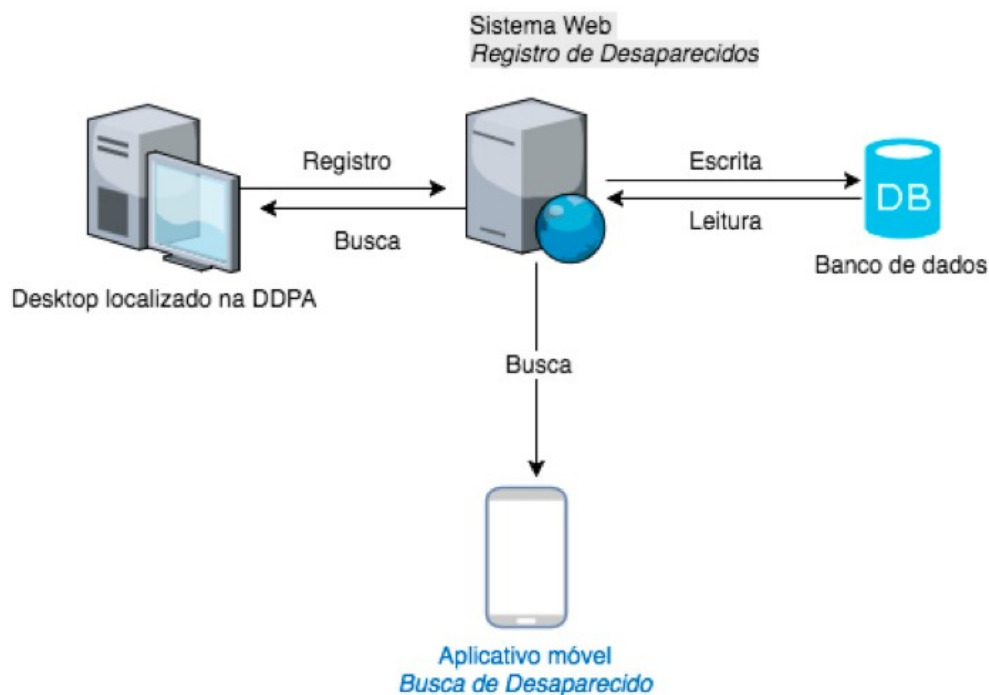 Sistema Web
Registro de Desaparecidos
Registro
Busca
Escrita
Leitura
DB
Desktop localizado na DDPA
Banco de dados
Busca
Aplicativo móvel
Busca de Desaparecido